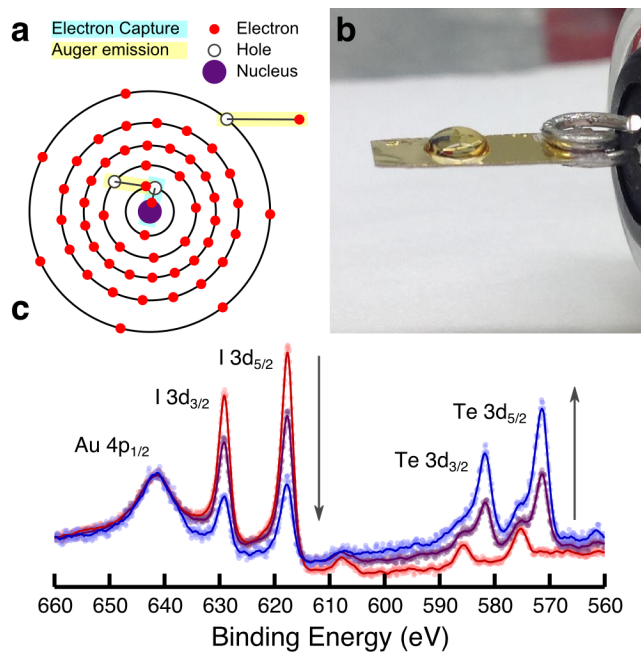 a
Electron Capture
Auger emission
Electron
Hole
Nucleus
b
c
I 3d5/2
I 3d3/2
Au 4p1/2
Te 3d5/2
Te 3d3/2
660 650 640 630 620 610 600 590 580 570 560
Binding Energy (eV)